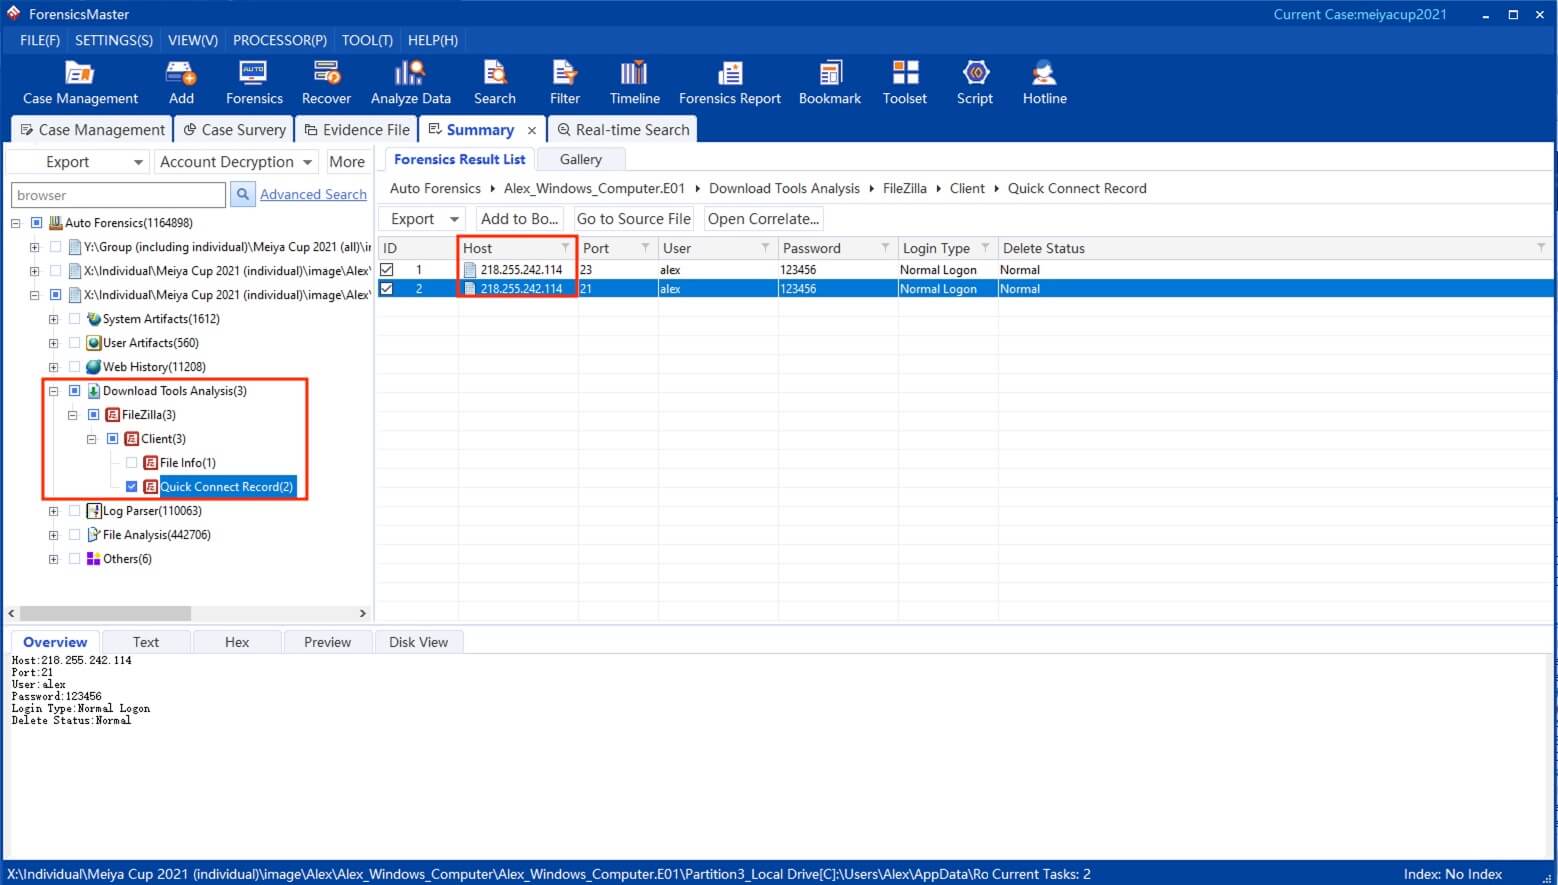 ForensicsMaster Current Case:meiyacup2021
FILE(F) SETTINGS(S) VIEW(V) PROCESSOR(P) TOOL(T) HELP(H)
AUTO
Case Management Add Forensics Recover Analyze Data Search Filter Timeline Forensics Report Bookmark Toolset Script Hotline
Case Management Case Survery Evidence File Summary Real-time Search
Export Account Decryption More
browser Advanced Search
Auto Forensics(1164898)
Y:\Group (including individual)\Meiya Cup 2021 (all)\ir
X:\Individual\Meiya Cup 2021 (individual)\image\Alex\
X:\Individual\Meiya Cup 2021 (individual)\image\Alex\
System Artifacts(1612)
User Artifacts(560)
Web History(11208)
Download Tools Analysis(3)
FileZilla(3)
Client(3)
File Info(1)
Quick Connect Record(2)
Log Parser(110063)
File Analysis(442706)
Others(6)
Forensics Result List Gallery
Auto Forensics Alex_Windows_Computer.E01 Download Tools Analysis FileZilla Client Quick Connect Record
Export Add to Bo... Go to Source File Open Correlate...
ID Host Port User Password Login Type Delete Status
1 218.255.242.114 23 alex 123456 Normal Logon Normal
2 218.255.242.114 21 alex 123456 Normal Logon Normal
Overview Text Hex Preview Disk View
Host:218.255.242.114
Port:21
User:alex
Password:123456
Login Type:Normal Logon
Delete Status:Normal
X:\Individual\Meiya Cup 2021 (individual)\image\Alex\Alex_Windows_Computer\Alex_Windows_Computer.E01\Partition3_Local Drive[C]:\Users\Alex\AppData\Ro Current Tasks: 2 Index: No Index